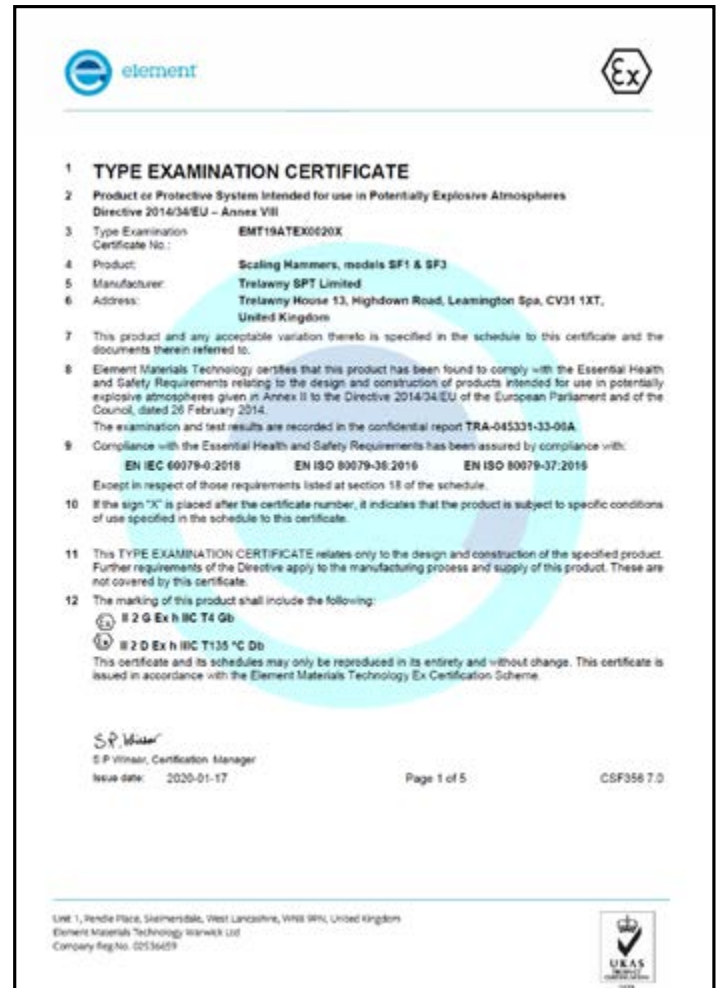 element
Ex
1 TYPE EXAMINATION CERTIFICATE
2 Product or Protective System Intended for use in Potentially Explosive Atmospheres
Directive 2014/34/EU – Annex VIII
3 Type Examination EMT19ATEX0020X
Certificate No.:
4 Product: Scaling Hammers, models SF1 & SF3
5 Manufacturer: Trelawny SPT Limited
6 Address: Trelawny House 13, Highdown Road, Leamington Spa, CV31 1XT,
United Kingdom
7 This product and any acceptable variation thereto is specified in the schedule to this certificate and the
documents therein referred to.
8 Element Materials Technology certifies that this product has been found to comply with the Essential Health
and Safety Requirements relating to the design and construction of products intended for use in potentially
explosive atmospheres given in Annex II to the Directive 2014/34/EU of the European Parliament and of the
Council, dated 26 February 2014.
The examination and test results are recorded in the confidential report TRA-045331-33-00A
9 Compliance with the Essential Health and Safety Requirements has been assured by compliance with:
EN IEC 60079-0:2018 EN ISO 80079-36:2016 EN ISO 80079-37:2016
Except in respect of those requirements listed at section 18 of the schedule.
10 If the sign "X" is placed after the certificate number, it indicates that the product is subject to specific conditions
of use specified in the schedule to this certificate.
11 This TYPE EXAMINATION CERTIFICATE relates only to the design and construction of the specified product.
Further requirements of the Directive apply to the manufacturing process and supply of this product. These are
not covered by this certificate.
12 The marking of this product shall include the following:
Ex II 2 G Ex h IIC T4 Gb
Ex II 2 D Ex h IIIC T135 °C Db
This certificate and its schedules may only be reproduced in its entirety and without change. This certificate is
issued in accordance with the Element Materials Technology Ex Certification Scheme.
S.P. Winser
S P Winser, Certification Manager
Issue date: 2020-01-17 Page 1 of 5 CSF356 7.0
Unit 1, Pendle Place, Skelmersdale, West Lancashire, WN8 9PN, United Kingdom
Element Materials Technology Warwick Ltd
Company Reg No. 02536659
UKAS
PRODUCT
CERTIFICATION